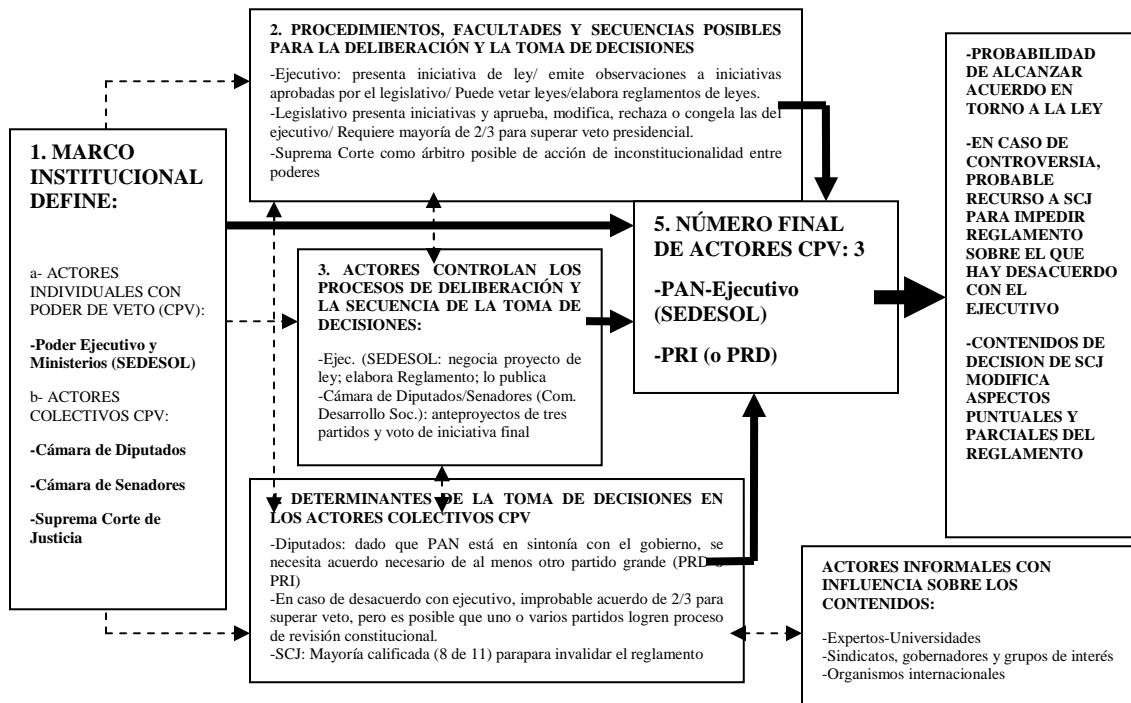 1. MARCO
INSTITUCIONAL
DEFINE:
a- ACTORES
INDIVIDUALES CON
PODER DE VETO (CPV):
-Poder Ejecutivo y
Ministerios (SEDESOL)
b- ACTORES
COLECTIVOS CPV:
-Cámara de Diputados
-Cámara de Senadores
-Suprema Corte de
Justicia
2. PROCEDIMIENTOS, FACULTADES Y SECUENCIAS POSIBLES
PARA LA DELIBERACIÓN Y LA TOMA DE DECISIONES
-Ejecutivo: presenta iniciativa de ley/ emite observaciones a iniciativas
aprobadas por el legislativo/ Puede vetar leyes/elabora reglamentos de leyes.
-Legislativo presenta iniciativas y aprueba, modifica, rechaza o congela las del
ejecutivo/ Requiere mayoría de 2/3 para superar veto presidencial.
-Suprema Corte como árbitro posible de acción de inconstitucionalidad entre
poderes
3. ACTORES CONTROLAN LOS
PROCESOS DE DELIBERACIÓN Y
LA SECUENCIA DE LA TOMA DE
DECISIONES:
-Ejec. (SEDESOL: negocia proyecto de
ley; elabora Reglamento; lo publica
-Cámara de Diputados/Senadores (Com.
Desarrollo Soc.): anteproyectos de tres
partidos y voto de iniciativa final
DETERMINANTES DE LA TOMA DE DECISIONES EN
LOS ACTORES COLECTIVOS CPV
-Diputados: dado que PAN está en sintonía con el gobierno, se
necesita acuerdo necesario de al menos otro partido grande (PRD o
PRI)
-En caso de desacuerdo con ejecutivo, improbable acuerdo de 2/3 para
superar veto, pero es posible que uno o varios partidos logren proceso
de revisión constitucional.
-SCJ: Mayoría calificada (8 de 11) parapara invalidar el reglamento
5. NÚMERO FINAL
DE ACTORES CPV: 3
-PAN-Ejecutivo
(SEDESOL)
-PRI (o PRD)
-PROBABILIDAD
DE ALCANZAR
ACUERDO EN
TORNO A LA LEY
-EN CASO DE
CONTROVERSIA,
PROBABLE
RECURSO A SCJ
PARA IMPEDIR
REGLAMENTO
SOBRE EL QUE
HAY DESACUERDO
CON EL
EJECUTIVO
-CONTENIDOS DE
DECISION DE SCJ
MODIFICA
ASPECTOS
PUNTUALES Y
PARCIALES DEL
REGLAMENTO
ACTORES INFORMALES CON
INFLUENCIA SOBRE LOS
CONTENIDOS:
-Expertos-Universidades
-Sindicatos, gobernadores y grupos de interés
-Organismos internacionales